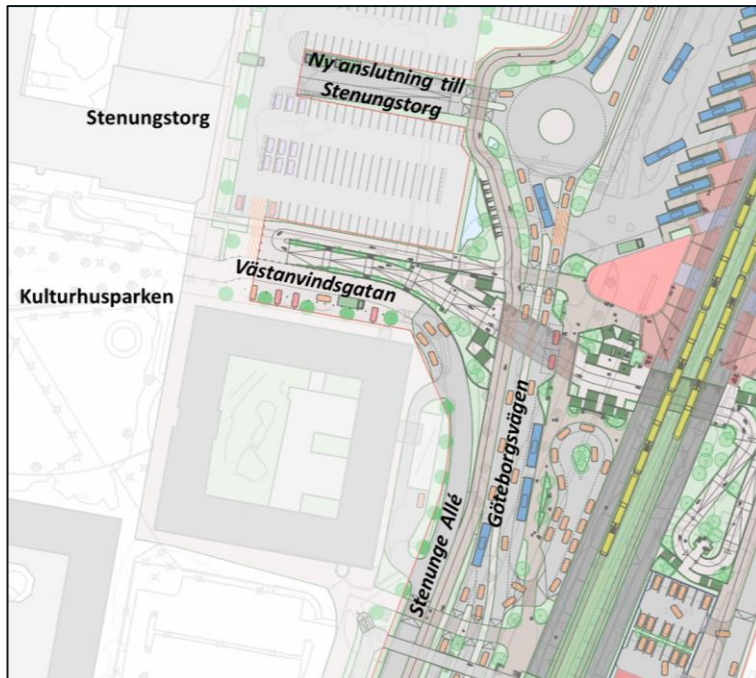 Ny anslutning till
Stenungstorg
Stenungstorg
Kulturhusparken
Västanvindsgatan
Göteborgsvägen
Stenunge Allé